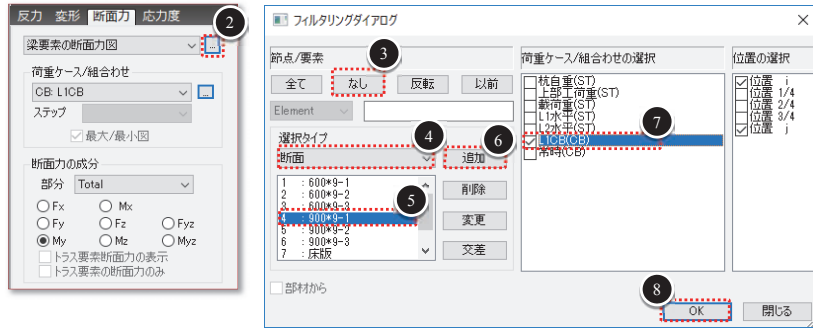 反力 変形 断面力 応力度
2
梁要素の断面力図
...
荷重ケース/組合わせ
CB: L1CB
...
ステップ
最大/最小図
断面力の成分
部分 Total
Fx Mx
Fy Fz Fyz
My Mz Myz
トラス要素断面力の表示
トラス要素の断面力のみ
フィルタリングダイアログ
節点/要素
3
全て なし 反転 以前
Element
選択タイプ
4
6
断面
追加
1 : 600*9-1
2 : 600*9-2
3 : 600*9-3
4 : 900*9-1
5 : 900*9-2
6 : 900*9-3
7 : 床版
5
削除
変更
交差
部材から
荷重ケース/組合わせの選択
杭自重(ST)
上部工荷重(ST)
載荷重(ST)
L1水平(ST)
L2水平(ST)
L1CB(CB)
常時(CB)
7
位置の選択
位置 i
位置 1/4
位置 2/4
位置 3/4
位置 j
8
OK 閉じる